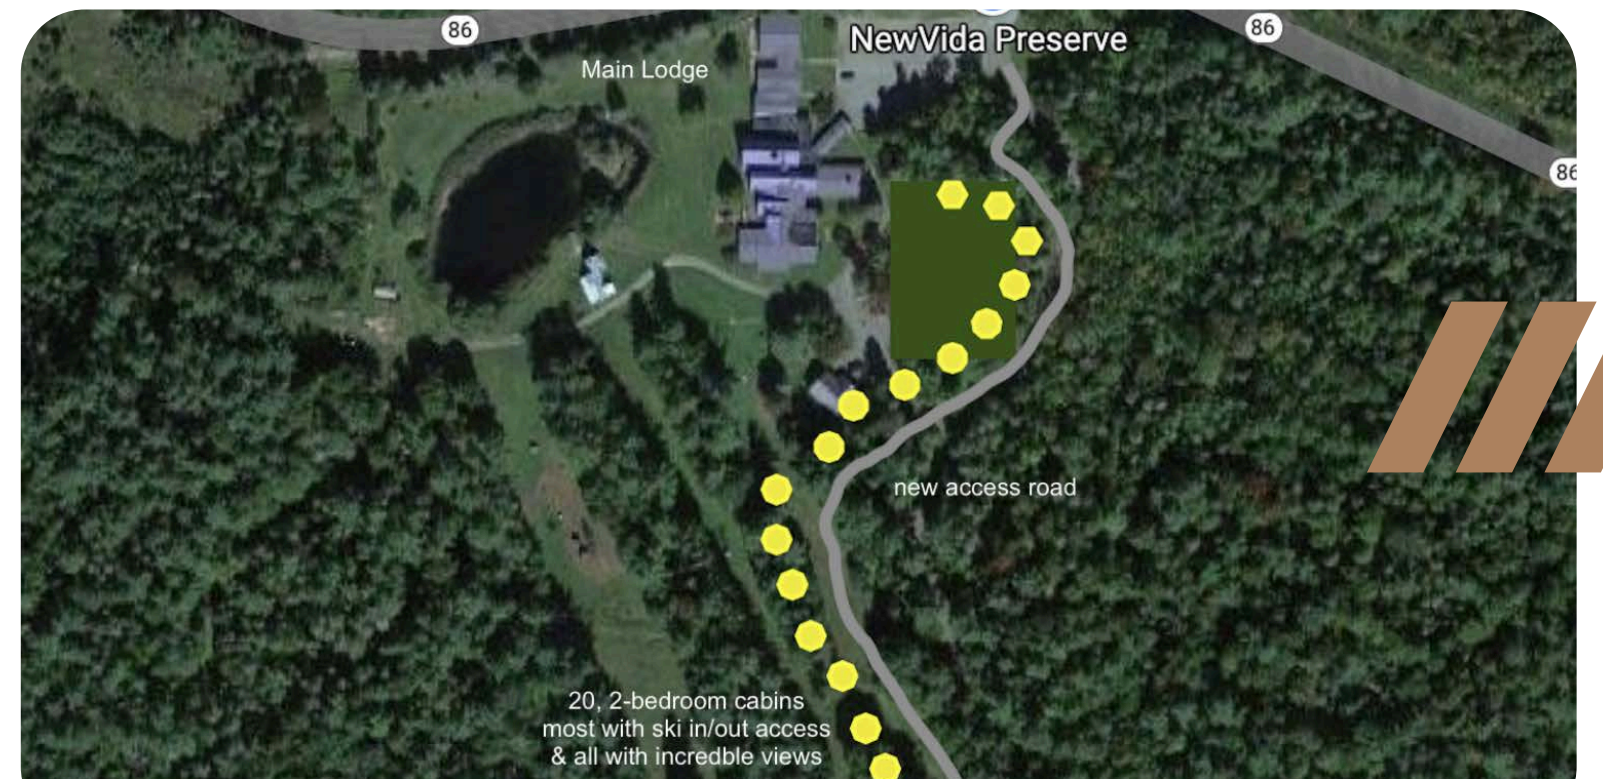 86
86
NewVida Preserve
Main Lodge
86
new access road
20, 2-bedroom cabins
most with ski in/out access
& all with incredble views